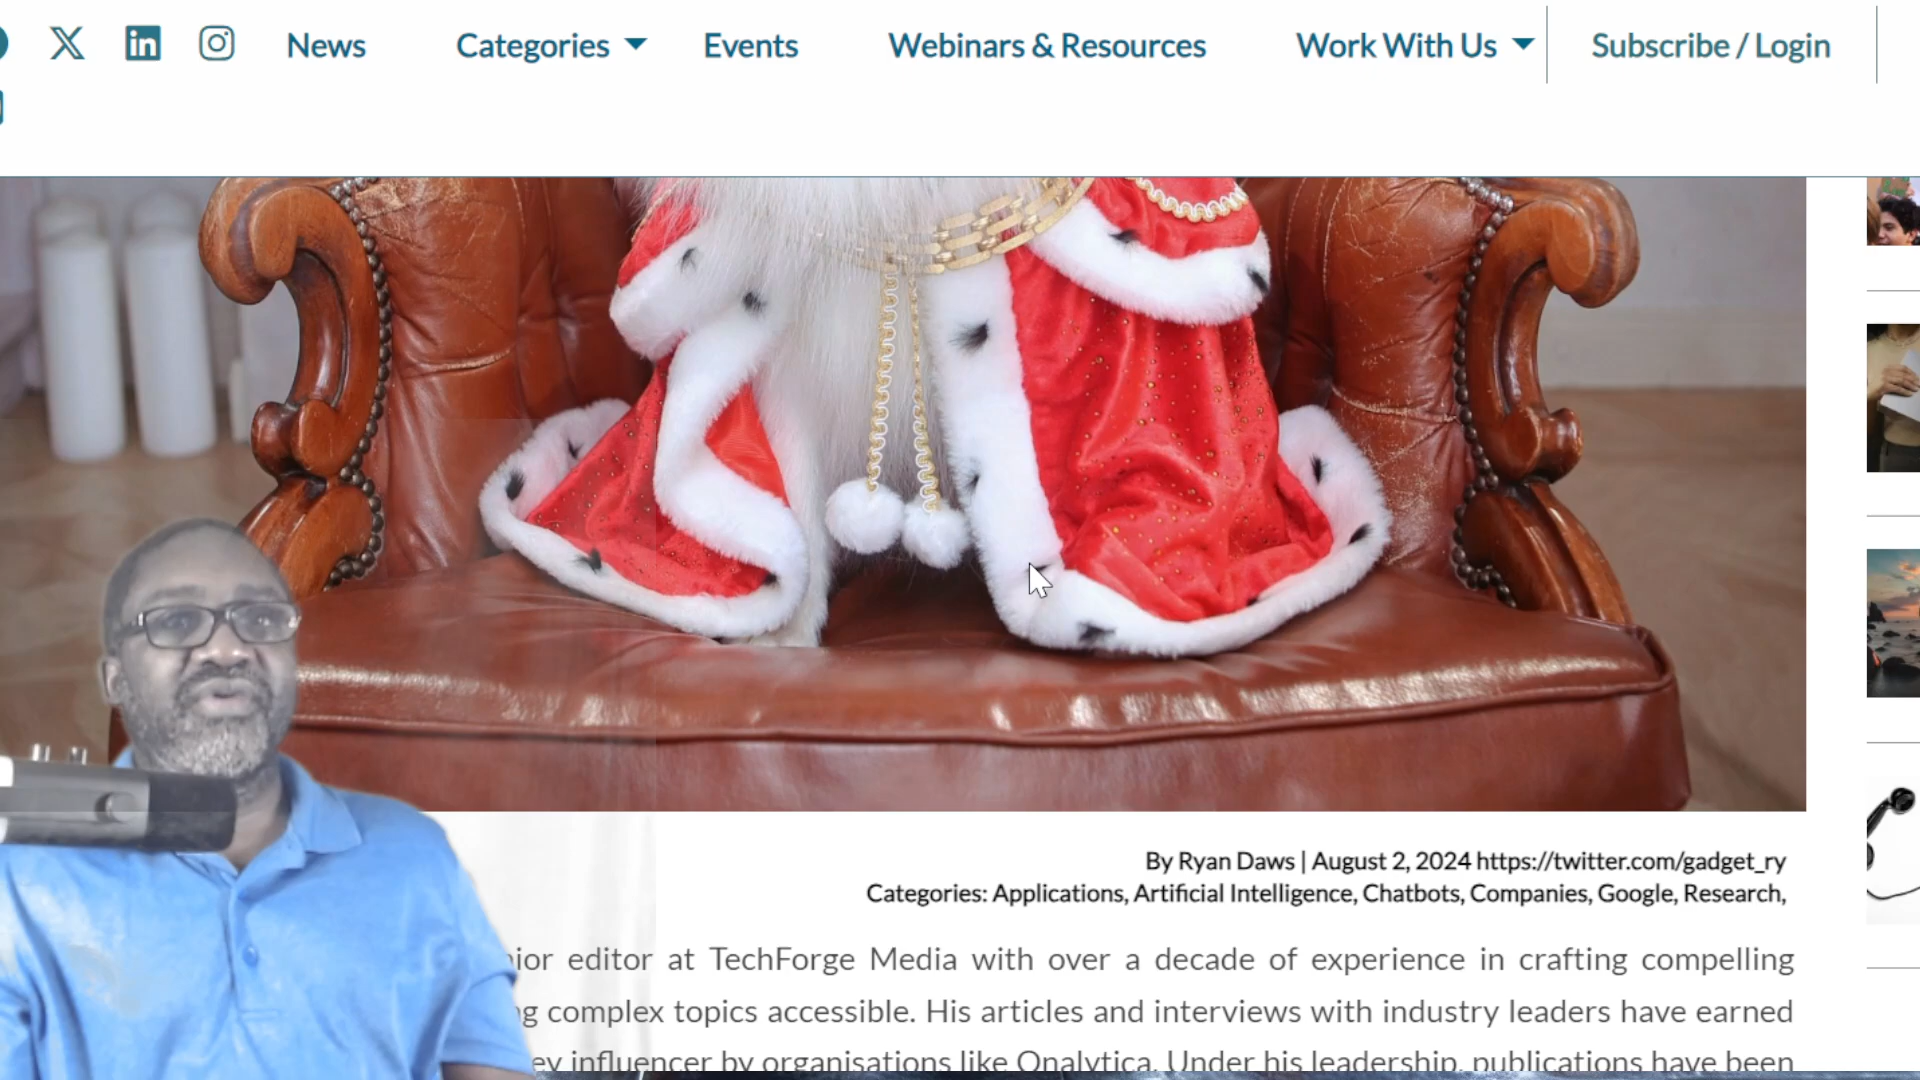 in
News
Categories
Events
Webinars & Resources
Work With Us
Subscribe / Login
By Ryan Daws | August 2, 2024 https://twitter.com/gadget_ry
Categories: Applications, Artificial Intelligence, Chatbots, Companies, Google, Research,
editor at TechForge Media with over a decade of experience in crafting compelling
complex topics accessible. His articles and interviews with industry leaders have earned
influencer by organisations like Onalytica. Under his leadership, publications have been